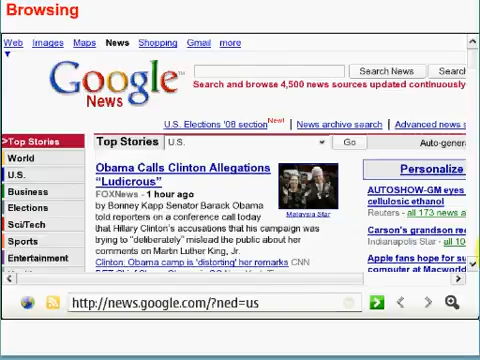 Browsing
Web Images Maps News Shopping Gmail more
Google
News
Search News
Search
Search and browse 4,500 news sources updated continuously
U.S. Elections '08 section New! | News archive search | Advanced news s
>Top Stories
World
U.S.
Business
Elections
Sci/Tech
Sports
Entertainment
Top Stories U.S. Go Auto-gener
Obama Calls Clinton Allegations
“Ludicrous”
FOXNews - 1 hour ago
by Bonney Kapp Senator Barack Obama
told reporters on a conference call today
that Hillary Clinton's accusations that his campaign was
trying to “deliberately” mislead the public about her
comments on Martin Luther King, Jr.
Clinton: Obama camp is 'distorting' her remarks CNN
Malaysia Star
Personalize
AUTOSHOW-GM eyes
cellulosic ethanol
Reuters - all 173 news a
Carson's grandson rec
Indianapolis Star - all 10
Apple fans hope for su
computer at Macworld
http://news.google.com/?ned=us